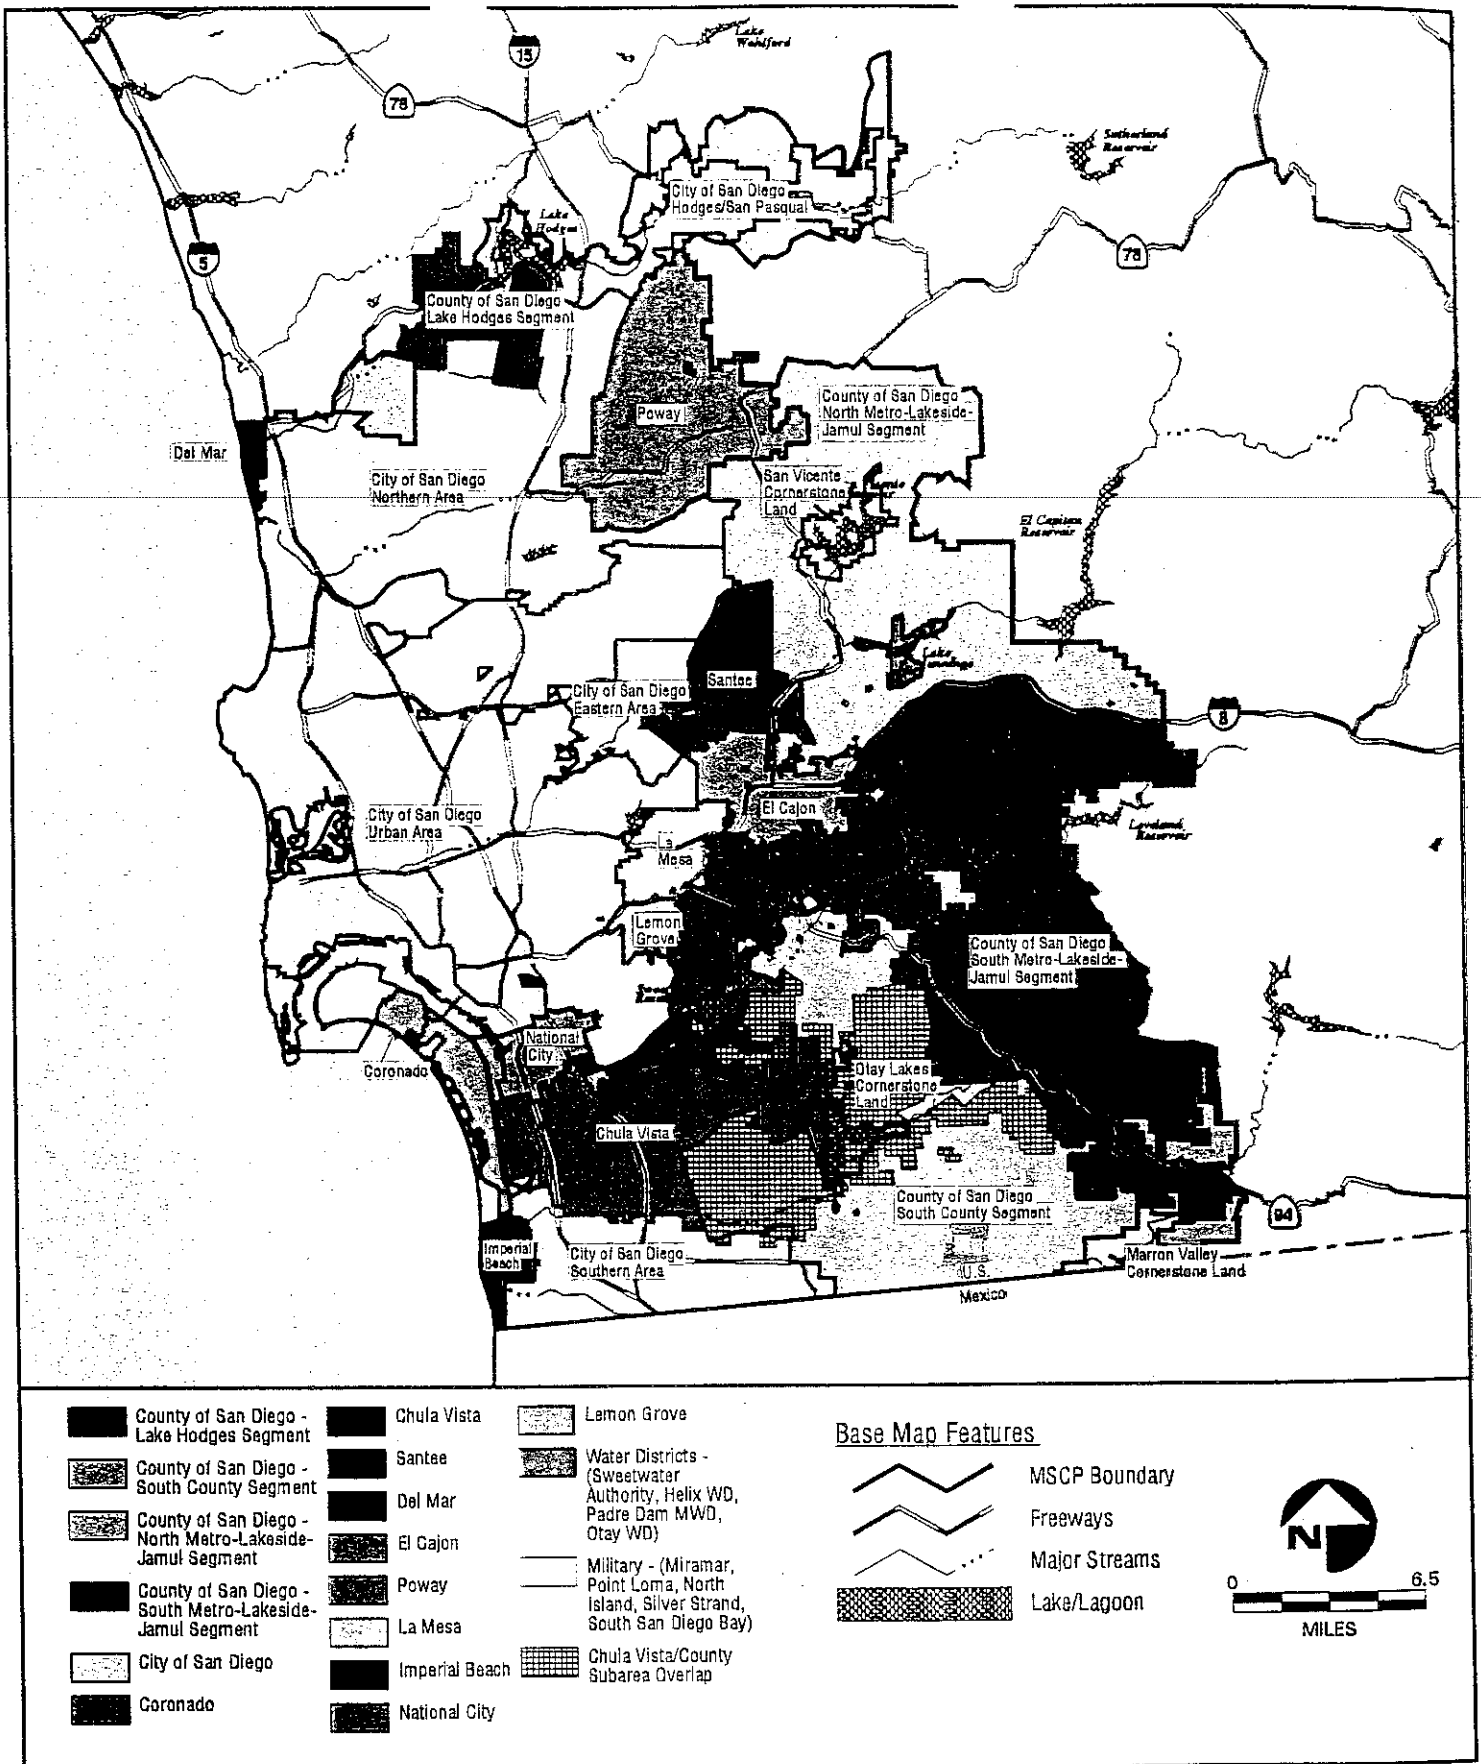 Lake
Wohlford
15
78
Sutherland
Reservoir
City of San Diego
Hodges/San Pasqual
Lake
Hodges
78
5
County of San Diego
Lake Hodges Segment
County of San Diego
North Metro-Lakeside-
Jamul Segment
Poway
Del Mar
City of San Diego
Northern Area
San Vicente
Cornerstone
Land
El Capitan
Reservoir
Lake
Santee
City of San Diego
Eastern Area
8
El Cajon
City of San Diego
Urban Area
Loveland
Reservoir
La
Mesa
Lemon
Grove
County of San Diego
South Metro-Lakeside-
Jamul Segment
National
City
Coronado
Otay Lakes
Cornerstone
Land
Chula Vista
County of San Diego
South County Segment
94
Imperial
Beach
City of San Diego
Southern Area
Marron Valley
Cornerstone Land
U.S.
Mexico
County of San Diego -
Lake Hodges Segment
County of San Diego -
South County Segment
County of San Diego -
North Metro-Lakeside-
Jamul Segment
County of San Diego -
South Metro-Lakeside-
Jamul Segment
City of San Diego
Coronado
Chula Vista
Santee
Del Mar
El Cajon
Poway
La Mesa
Imperial Beach
National City
Lemon Grove
Water Districts -
(Sweetwater
Authority, Helix WD,
Padre Dam MWD,
Otay WD)
Military - (Miramar,
Point Loma, North
Island, Silver Strand,
South San Diego Bay)
Chula Vista/County
Subarea Overlap
Base Map Features
MSCP Boundary
Freeways
Major Streams
Lake/Lagoon
N
0 6.5
MILES